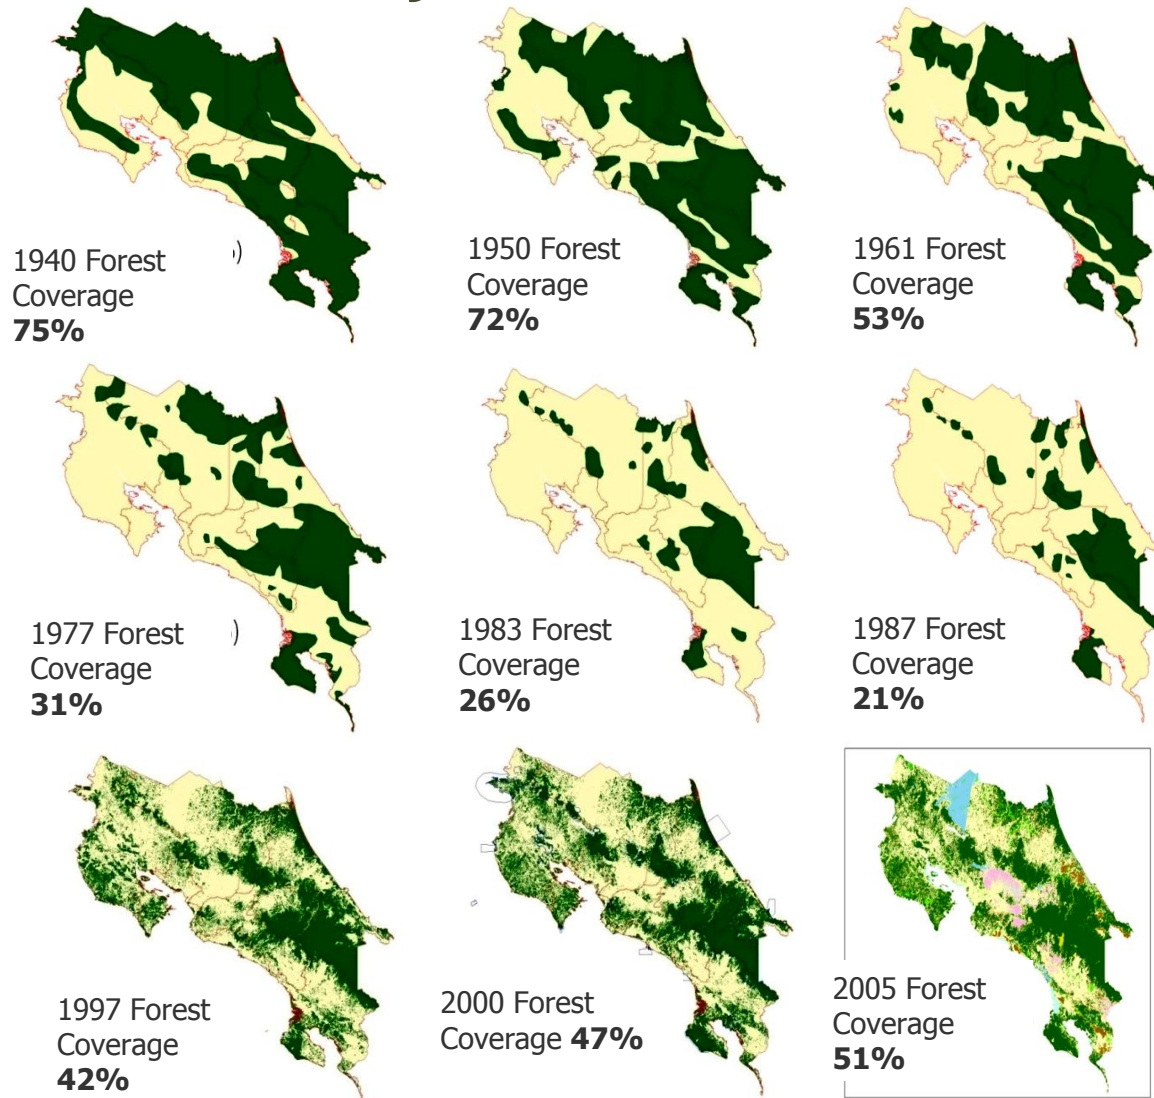 1940 Forest
Coverage
75%
)
1950 Forest
Coverage
72%
1961 Forest
Coverage
53%
1977 Forest
Coverage
31%
)
1983 Forest
Coverage
26%
1987 Forest
Coverage
21%
1997 Forest
Coverage
42%
2000 Forest
Coverage 47%
2005 Forest
Coverage
51%